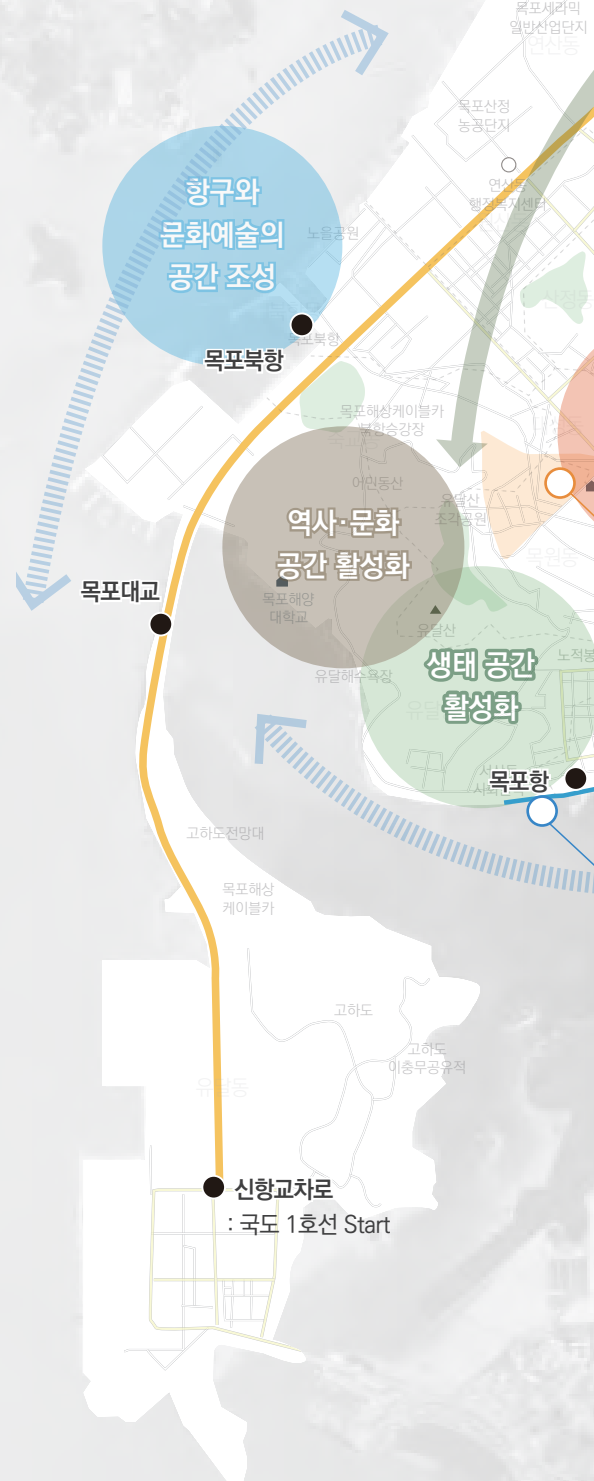 목포세라믹
일반산업단지
연산동
목포산정
농공단지
연산동
행정복지센터
항구와
문화예술의
공간 조성
노을공원
산정동
목포북항
목포북항
목포해상케이블카
북항승강장
어민동산
유달산
조각공원
역사·문화
공간 활성화
목원동
목포대교
목포해양
대학교
유달산
노적봉
생태 공간
활성화
유달해수욕장
유달
서산동
목포항
고하도전망대
목포해상
케이블카
고하도
고하도
이충무공유적
유달동
신항교차로
: 국도 1호선 Start